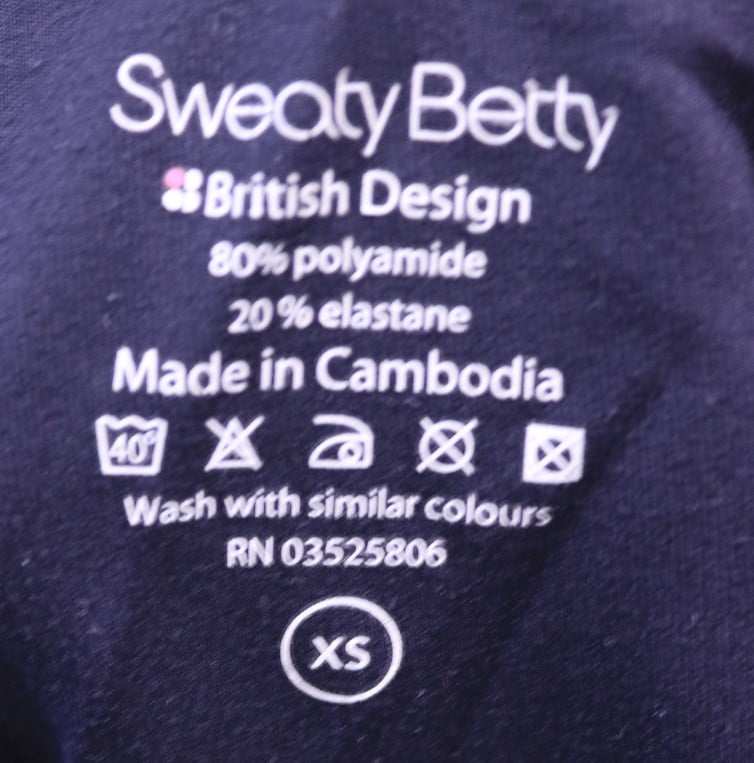 Sweaty Betty
British Design
80% polyamide
20% elastane
Made in Cambodia
40°
Wash with similar colours
RN 03525806
XS